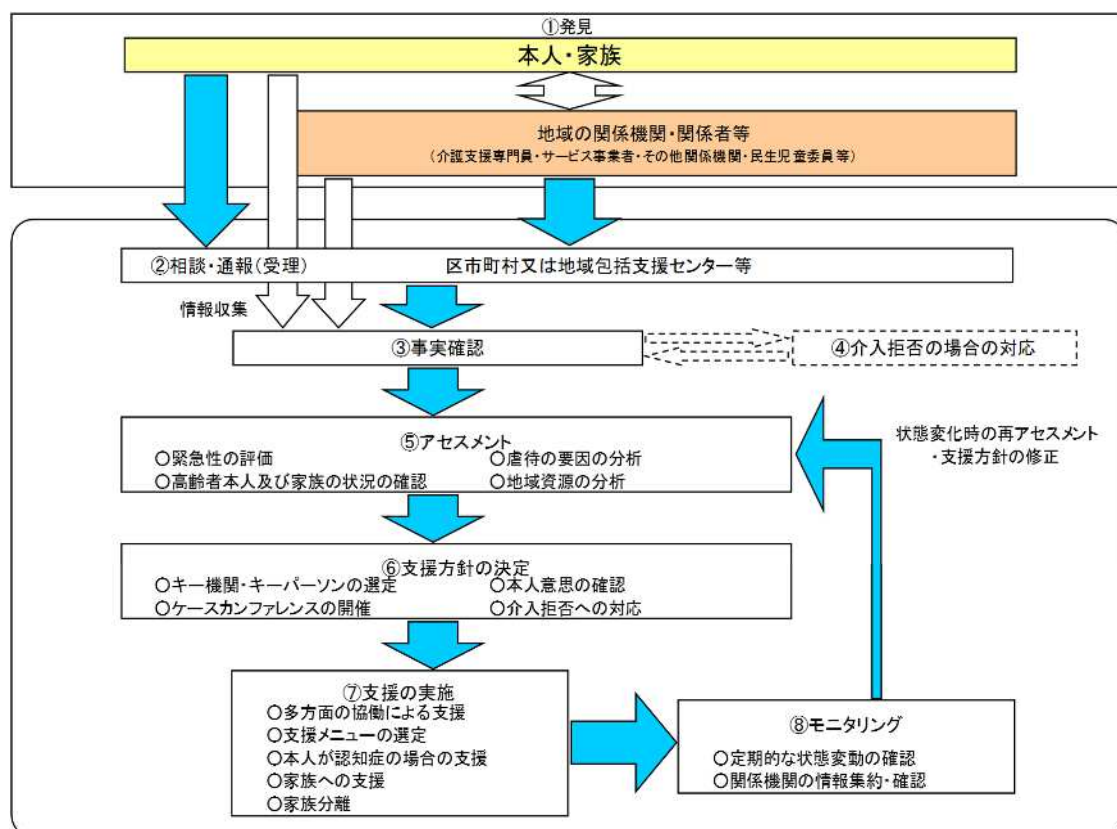 ①発見
本人・家族
地域の関係機関・関係者等
（介護支援専門員・サービス事業者・その他関係機関・民生児童委員等）
②相談・通報（受理）　区市町村又は地域包括支援センター等
情報収集
③事実確認
④介入拒否の場合の対応
⑤アセスメント
○緊急性の評価　○虐待の要因の分析
○高齢者本人及び家族の状況の確認　○地域資源の分析
状態変化時の再アセスメント
・支援方針の修正
⑥支援方針の決定
○キー機関・キーパーソンの選定　○本人意思の確認
○ケースカンファレンスの開催　○介入拒否への対応
⑦支援の実施
○多方面の協働による支援
○支援メニューの選定
○本人が認知症の場合の支援
○家族への支援
○家族分離
⑧モニタリング
○定期的な状態変動の確認
○関係機関の情報集約・確認